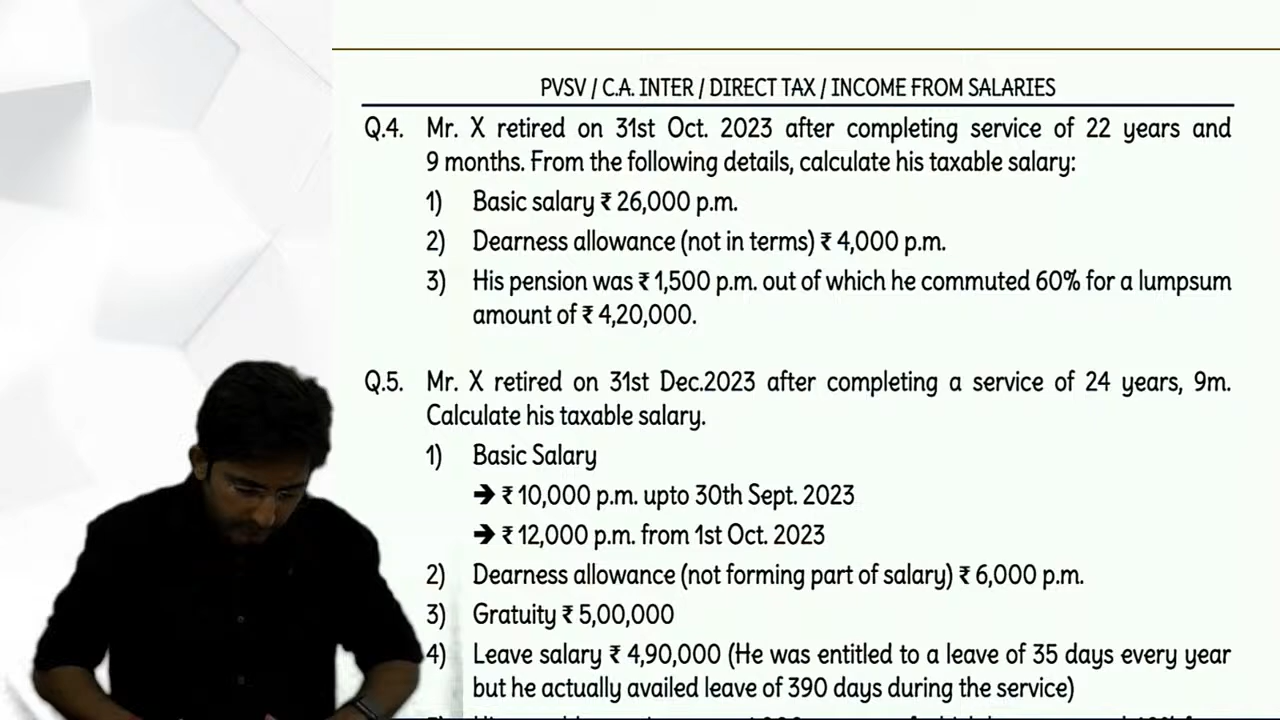 PVSV / C.A. INTER / DIRECT TAX / INCOME FROM SALARIES
Q.4. Mr. X retired on 31st Oct. 2023 after completing service of 22 years and
9 months. From the following details, calculate his taxable salary:
1) Basic salary ₹ 26,000 p.m.
2) Dearness allowance (not in terms) ₹ 4,000 p.m.
3) His pension was ₹ 1,500 p.m. out of which he commuted 60% for a lumpsum
amount of ₹ 4,20,000.
Q.5. Mr. X retired on 31st Dec.2023 after completing a service of 24 years, 9m.
Calculate his taxable salary.
1) Basic Salary
➔ ₹ 10,000 p.m. upto 30th Sept. 2023
➔ ₹ 12,000 p.m. from 1st Oct. 2023
2) Dearness allowance (not forming part of salary) ₹ 6,000 p.m.
3) Gratuity ₹ 5,00,000
4) Leave salary ₹ 4,90,000 (He was entitled to a leave of 35 days every year
but he actually availed leave of 390 days during the service)